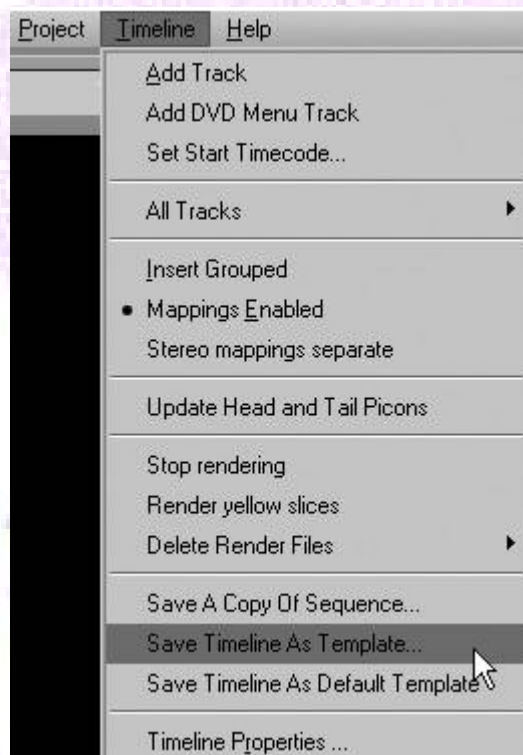 Project Timeline Help
Add Track
Add DVD Menu Track
Set Start Timecode...
All Tracks
Insert Grouped
Mappings Enabled
Stereo mappings separate
Update Head and Tail Picons
Stop rendering
Render yellow slices
Delete Render Files
Save A Copy Of Sequence...
Save Timeline As Template...
Save Timeline As Default Template
Timeline Properties ...